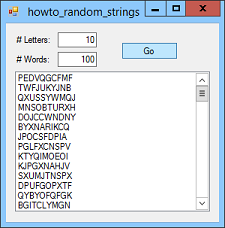 howto_random_strings
# Letters: 10
Go
# Words: 100
PEDVQGCFMF
TWFJUKYJNB
QXUSSYWMQJ
MNSOBTURXH
DOJCCWNDNY
BYXNARIKCQ
JPOCSFDPIA
PGLFXCNSPV
KTYQIMOEOI
KJPGXNAHJV
SXUMJTNSPX
DPUFGOPXTF
QYBYOFQFGK
BGITCLYMGN